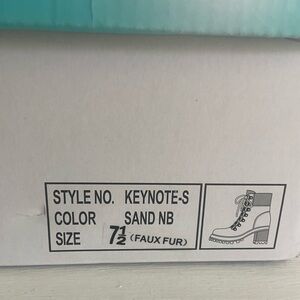 STYLE NO. KEYNOTE-S
COLOR SAND NB
SIZE 7½ (FAUX FUR)